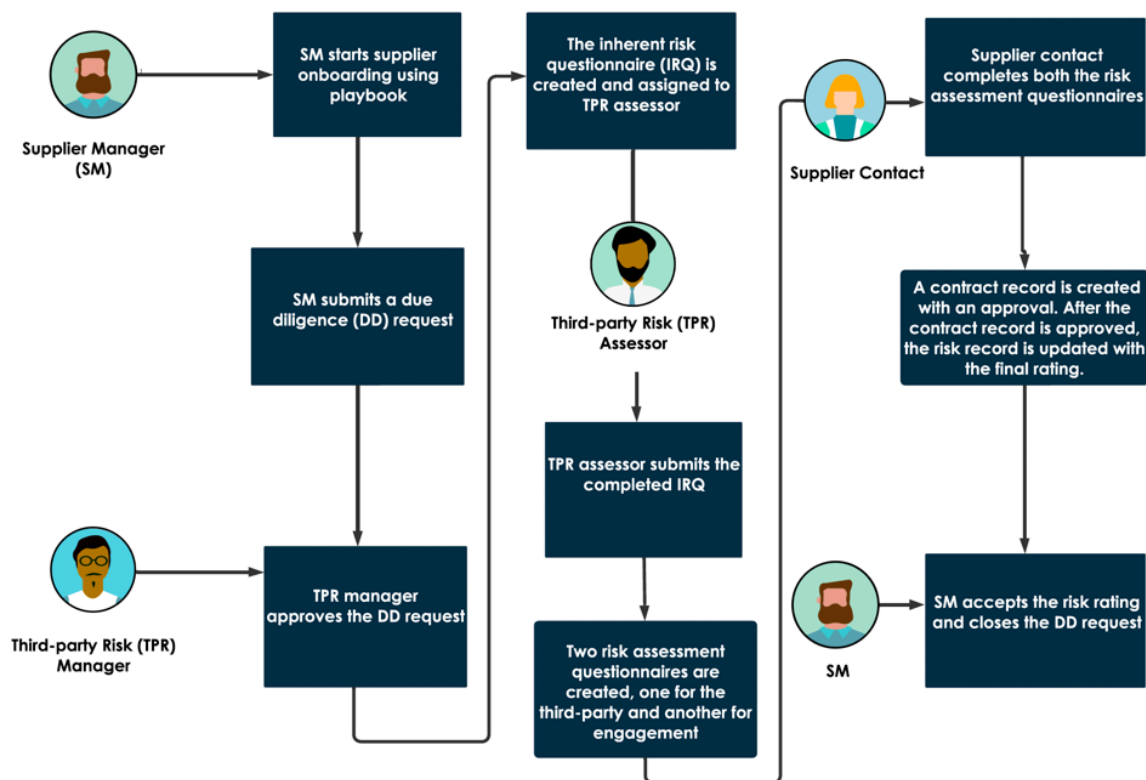 SM starts supplier
onboarding using
playbook
Supplier Manager
(SM)
SM submits a due
diligence (DD) request
TPR manager
approves the DD request
Third-party Risk (TPR)
Manager
The inherent risk
questionnaire (IRQ) is
created and assigned to
TPR assessor
Third-party Risk (TPR)
Assessor
TPR assessor submits the
completed IRQ
Two risk assessment
questionnaires are
created, one for the
third-party and another for
engagement
Supplier contact
completes both the risk
assessment questionnaires
Supplier Contact
A contract record is created
with an approval. After the
contract record is approved,
the risk record is updated with
the final rating.
SM accepts the risk rating
and closes the DD request
SM